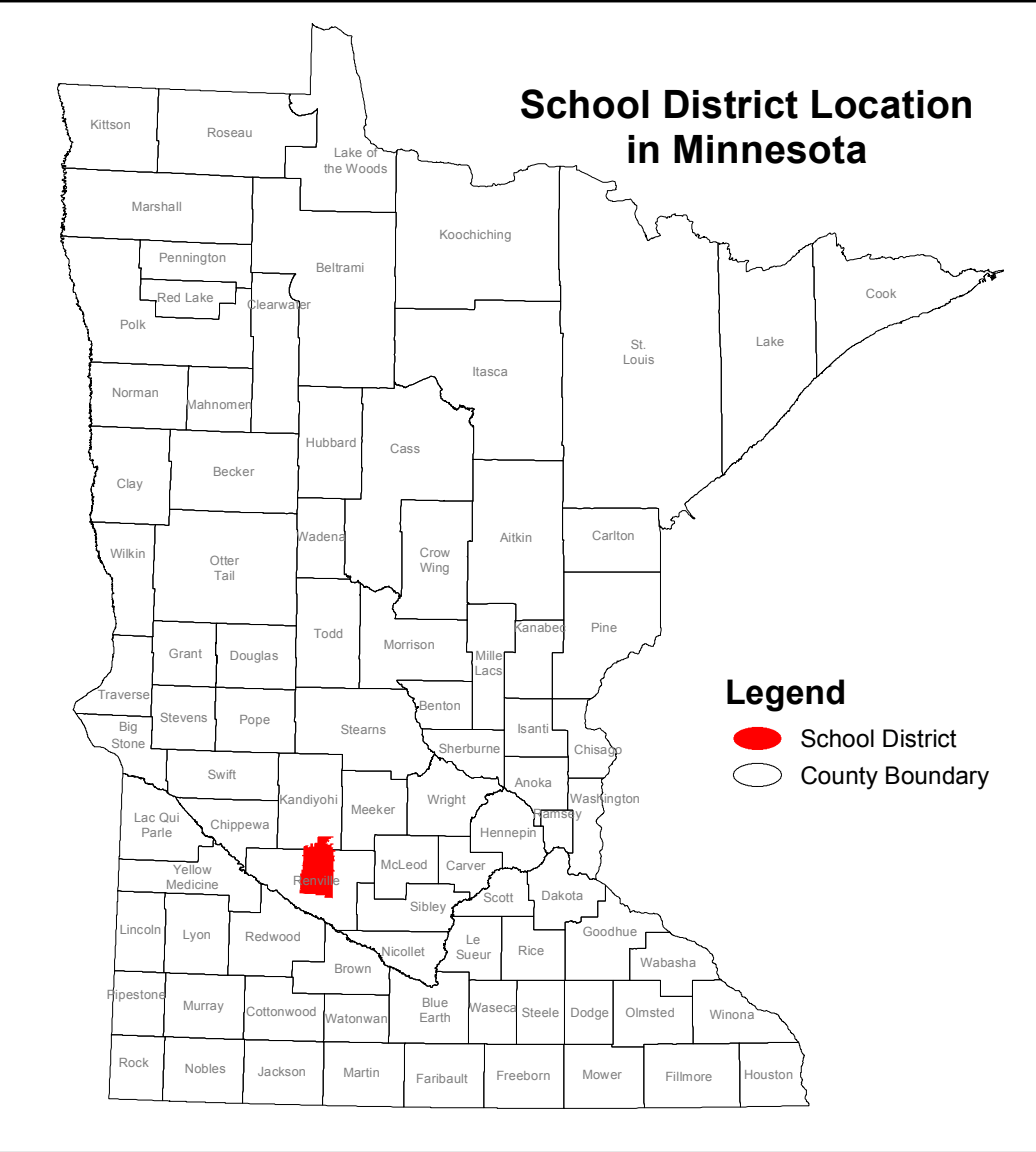 School District Location
in Minnesota
Kittson
Roseau
Lake of
the Woods
Marshall
Koochiching
Pennington
Beltrami
Red Lake
Clearwater
Polk
Cook
St.
Louis
Lake
Itasca
Norman
Mahnomen
Hubbard
Cass
Clay
Becker
Wadena
Aitkin
Carlton
Wilkin
Otter
Tail
Crow
Wing
Todd
Morrison
Kanabec
Pine
Grant
Douglas
Mille
Lacs
Traverse
Stevens
Pope
Stearns
Benton
Big
Stone
Isanti
Sherburne
Chisago
Swift
Kandiyohi
Meeker
Wright
Anoka
Washington
Ramsey
Lac Qui
Parle
Chippewa
Hennepin
Yellow
Medicine
Renville
McLeod
Carver
Scott
Dakota
Sibley
Lincoln
Lyon
Redwood
Nicollet
Le
Sueur
Rice
Goodhue
Brown
Wabasha
Pipestone
Murray
Cottonwood
Watonwan
Blue
Earth
Waseca
Steele
Dodge
Olmsted
Winona
Rock
Nobles
Jackson
Martin
Faribault
Freeborn
Mower
Fillmore
Houston
Legend
School District
County Boundary